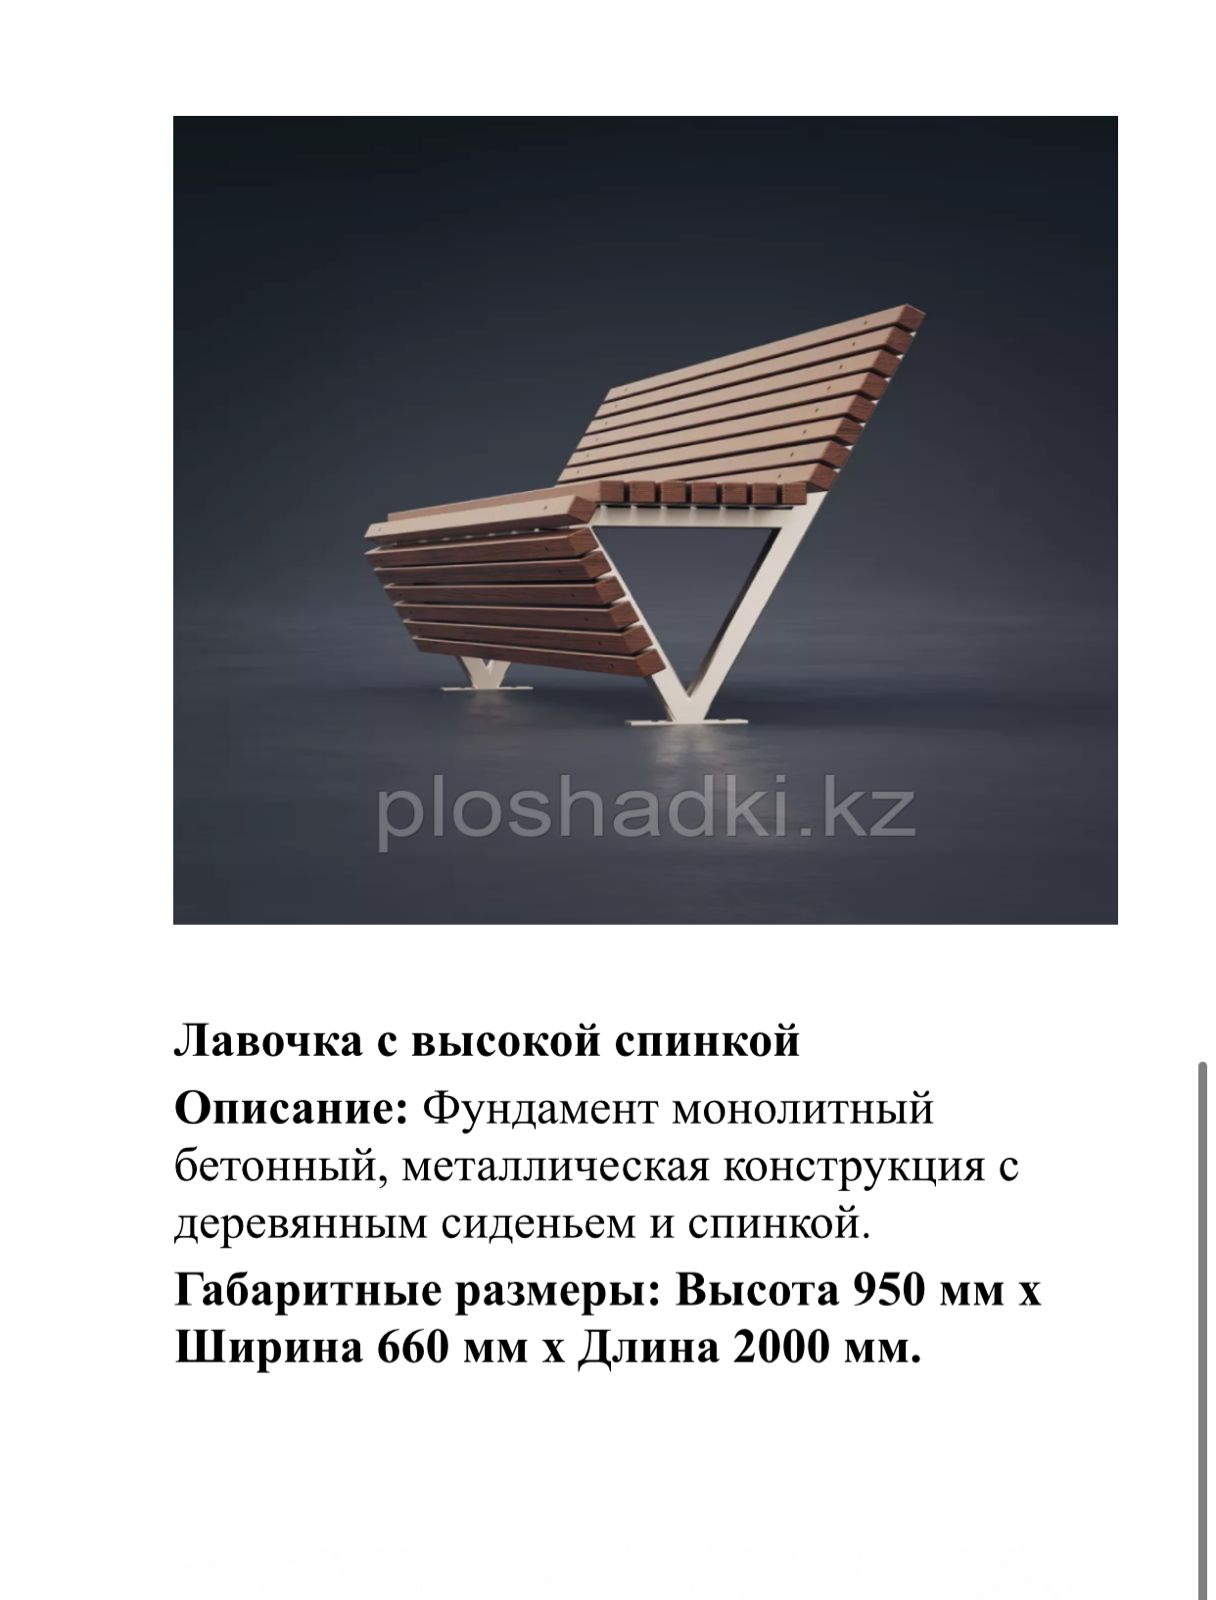 ploshadki.kz
Лавочка с высокой спинкой
Описание: Фундамент монолитный
бетонный, металлическая конструкция с
деревянным сиденьем и спинкой.
Габаритные размеры: Высота 950 мм х
Ширина 660 мм х Длина 2000 мм.